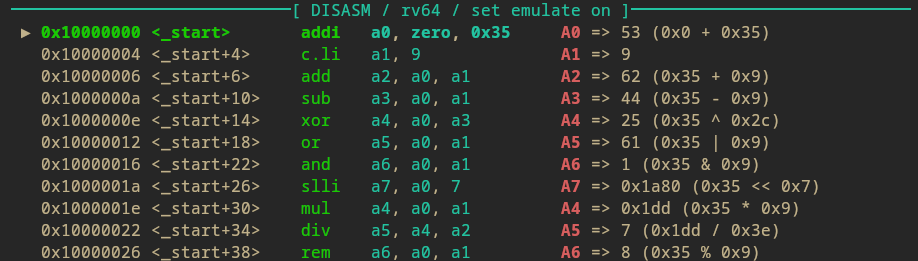 [ DISASM / rv64 / set emulate on ]
► 0x10000000 <_start> addi a0, zero, 0x35 A0 => 53 (0x0 + 0x35)
0x10000004 <_start+4> c.li a1, 9 A1 => 9
0x10000006 <_start+6> add a2, a0, a1 A2 => 62 (0x35 + 0x9)
0x1000000a <_start+10> sub a3, a0, a1 A3 => 44 (0x35 - 0x9)
0x1000000e <_start+14> xor a4, a0, a3 A4 => 25 (0x35 ^ 0x2c)
0x10000012 <_start+18> or a5, a0, a1 A5 => 61 (0x35 | 0x9)
0x10000016 <_start+22> and a6, a0, a1 A6 => 1 (0x35 & 0x9)
0x1000001a <_start+26> slli a7, a0, 7 A7 => 0x1a80 (0x35 << 0x7)
0x1000001e <_start+30> mul a4, a0, a1 A4 => 0x1dd (0x35 * 0x9)
0x10000022 <_start+34> div a5, a4, a2 A5 => 7 (0x1dd / 0x3e)
0x10000026 <_start+38> rem a6, a0, a1 A6 => 8 (0x35 % 0x9)